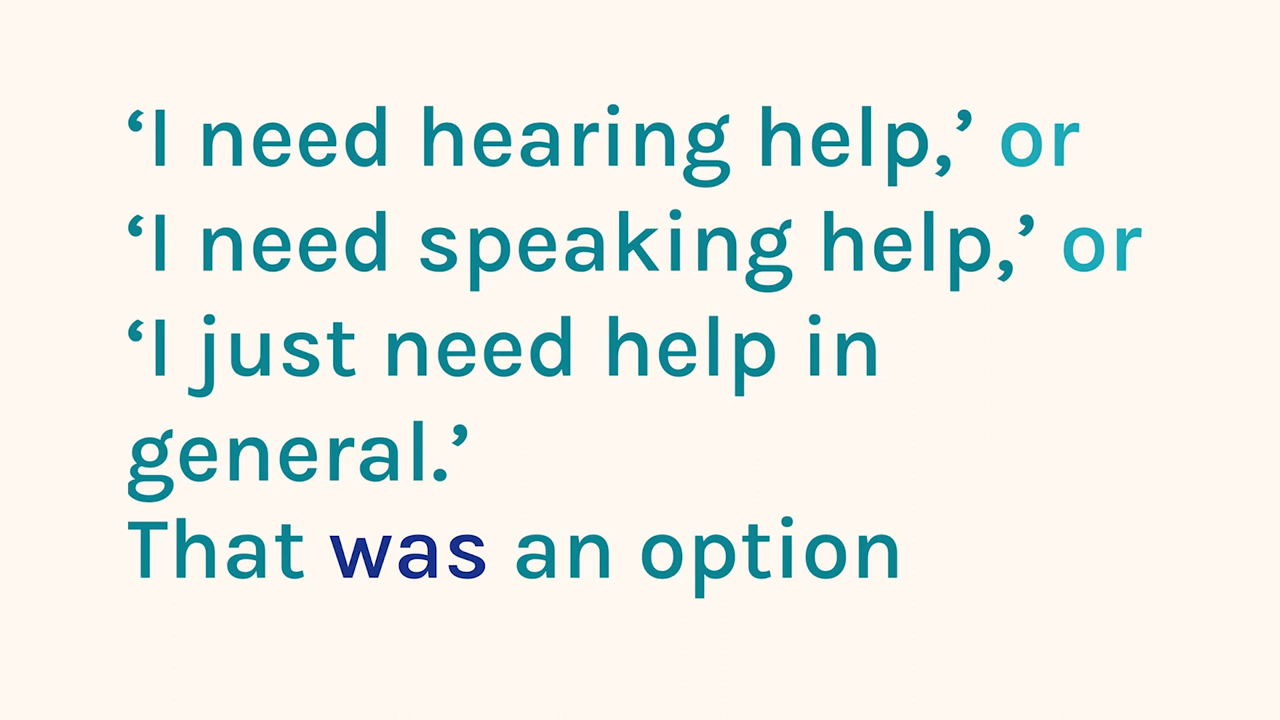 ‘I need hearing help,’ or
‘I need speaking help,’ or
‘I just need help in
general.’
That was an option